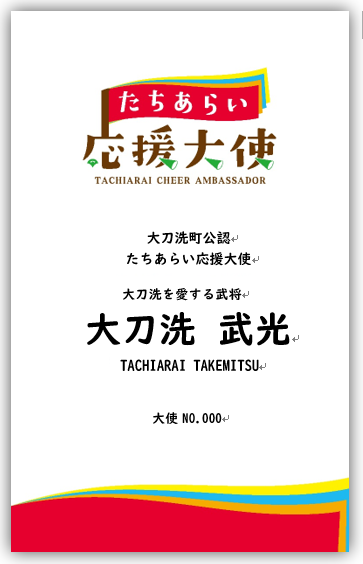 たちあらい
応援大使
TACHIARAI CHEER AMBASSADOR
大刀洗町公認
たちあらい応援大使
大刀洗を愛する武将
大刀洗 武光
TACHIARAI TAKEMITSU
大使 NO.000